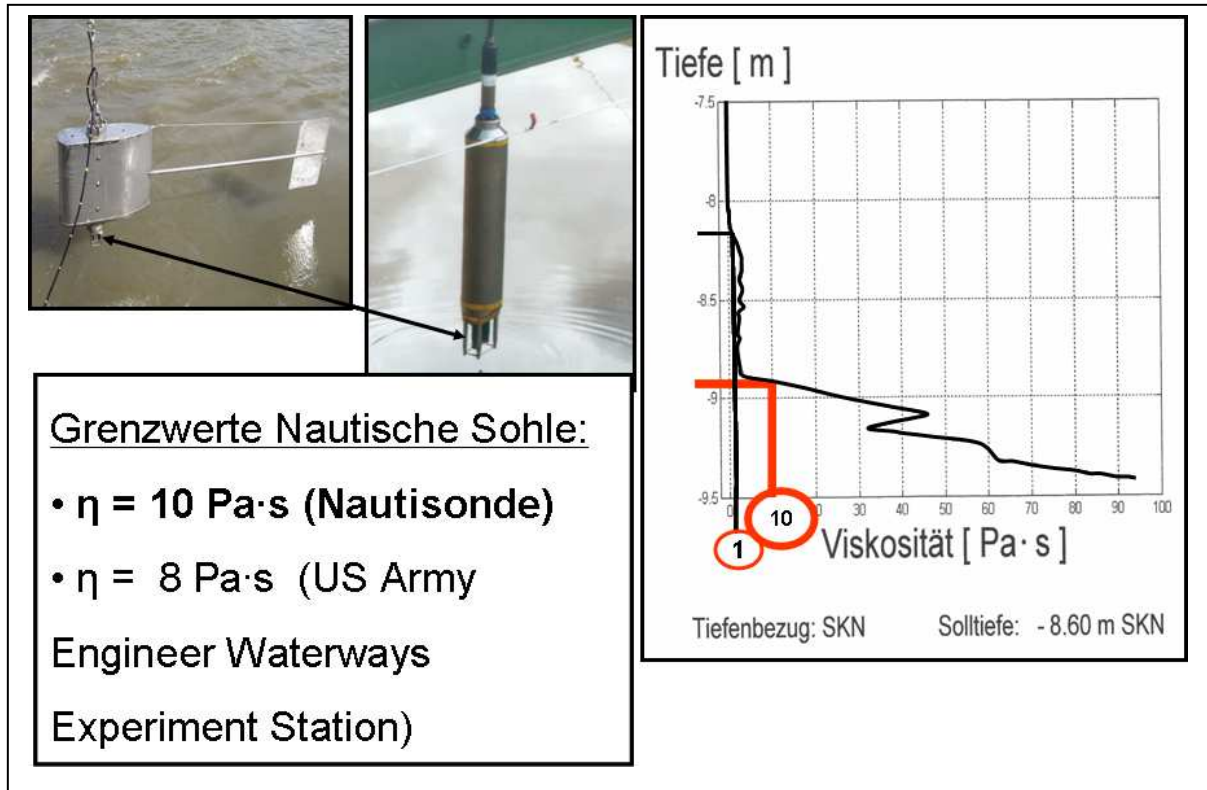 Grenzwerte Nautische Sohle:
• η = 10 Pa·s (Nautisonde)
• η = 8 Pa·s (US Army
Engineer Waterways
Experiment Station)
Tiefe [ m ]
-7.5
-8
-8.5
-9
-9.5
0 20 30 40 50 60 70 80 90 100
10
1
Viskosität [ Pa· s ]
Tiefenbezug: SKN Solltiefe: - 8.60 m SKN